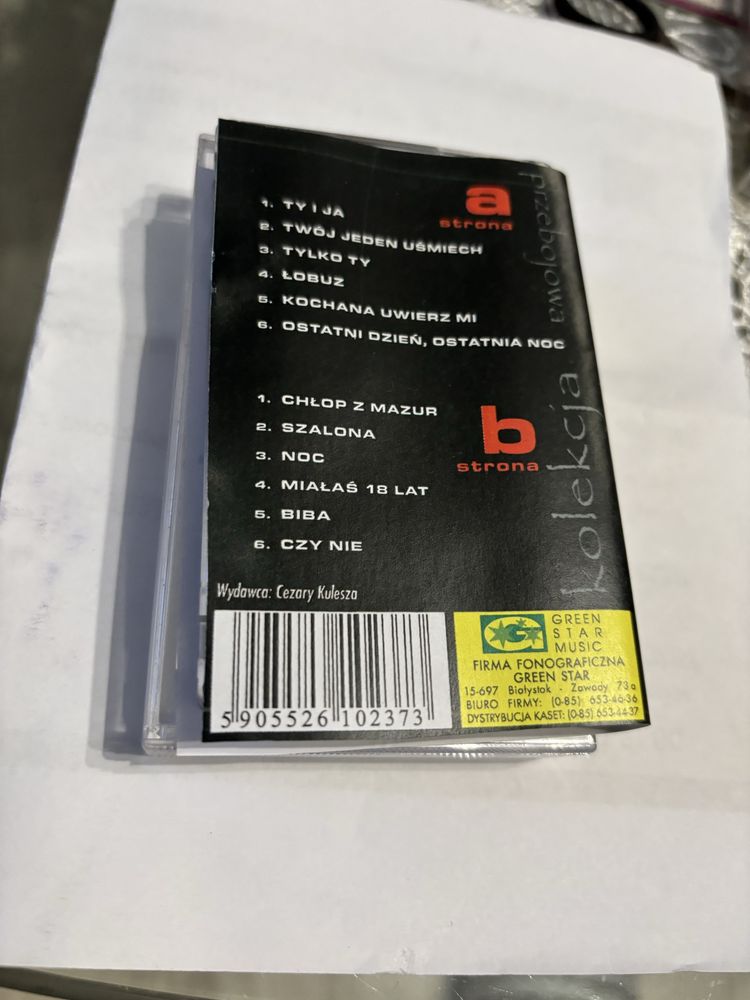 a
strona
1. TY I JA
2. TWÓJ JEDEN UŚMIECH
3. TYLKO TY
4. ŁOBUZ
5. KOCHANA UWIERZ MI
6. OSTATNI DZIEŃ, OSTATNIA NOC
b
strona
1. CHŁOP Z MAZUR
2. SZALONA
3. NOC
4. MIAŁAŚ 18 LAT
5. BIBA
6. CZY NIE
przebojowa
kolekcja
Wydawca: Cezary Kulesza
5 905526 102373
GREEN
STAR
MUSIC
FIRMA FONOGRAFICZNA
GREEN STAR
15-697 Białystok - Zawady 73a
BIURO FIRMY: (0-85) 653-46-36
DYSTRYBUCJA KASET: (0-85) 653-44-37